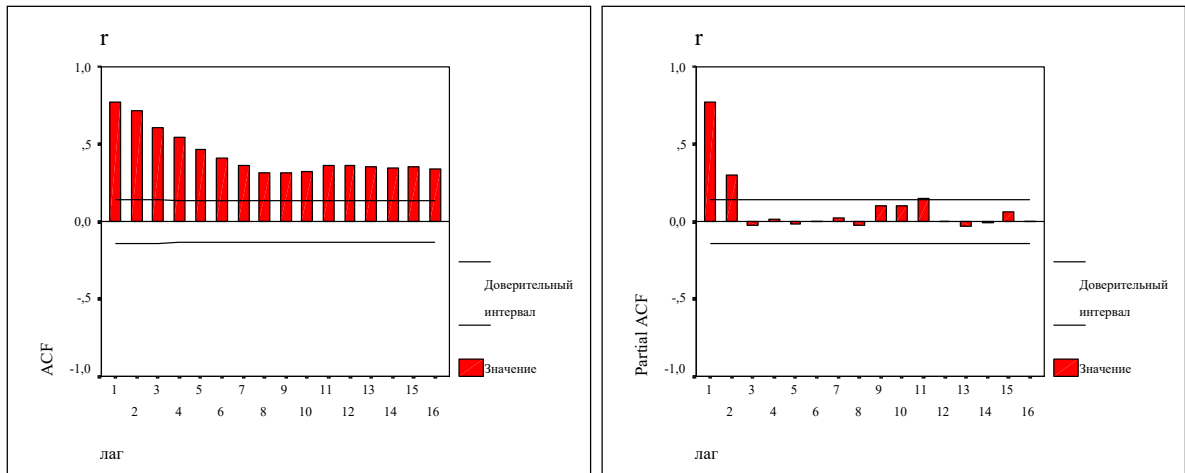 r
1,0
,5
0,0
-,5
-1,0
ACF
1 3 5 7 9 11 13 15
2 4 6 8 10 12 14 16
лаг
Доверительный
интервал
Значение
r
1,0
,5
0,0
-,5
-1,0
Partial ACF
1 3 5 7 9 11 13 15
2 4 6 8 10 12 14 16
лаг
Доверительный
интервал
Значение